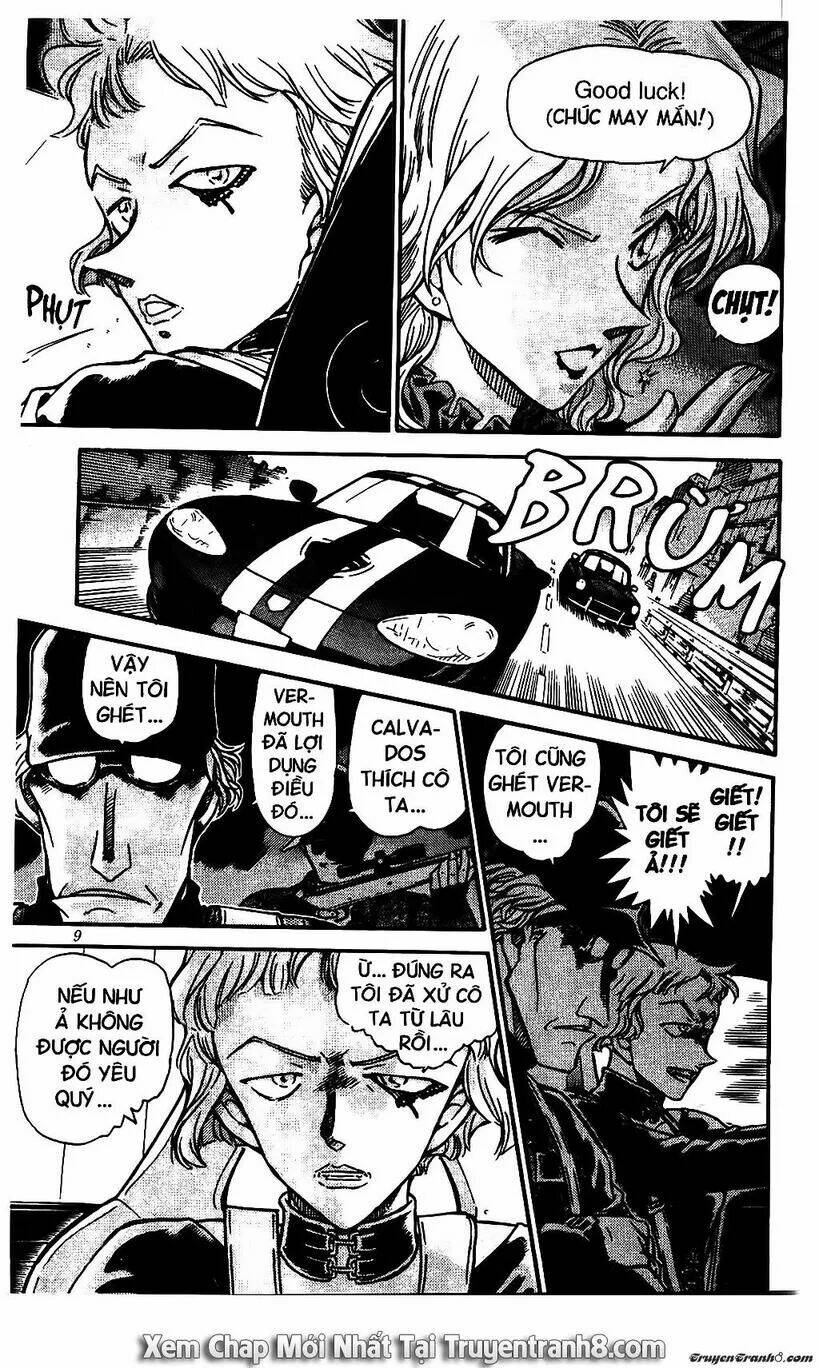 Good luck!
(CHÚC MAY MẮN!)
PHỤT
CHỤT!
BRỪM
VẬY
NÊN TÔI
GHÉT...
VER-
MOUTH
ĐÃ LỢI
DỤNG
ĐIỀU
ĐÓ...
CALVA-
DOS
THÍCH CÔ
TA...
TÔI CŨNG
GHÉT VER-
MOUTH
...
TÔI SẼ
GIẾT
Ả!!!
GIẾT!
GIẾT
!!
9
NẾU NHƯ
Ả KHÔNG
ĐƯỢC NGƯỜI
ĐÓ YÊU
QUÝ...
Ừ... ĐÚNG RA
TÔI ĐÃ XỬ CÔ
TA TỪ LÂU
RỒI...
Xem Chap Mới Nhất Tại Truyentranh8.com
TruyenTranh8.com